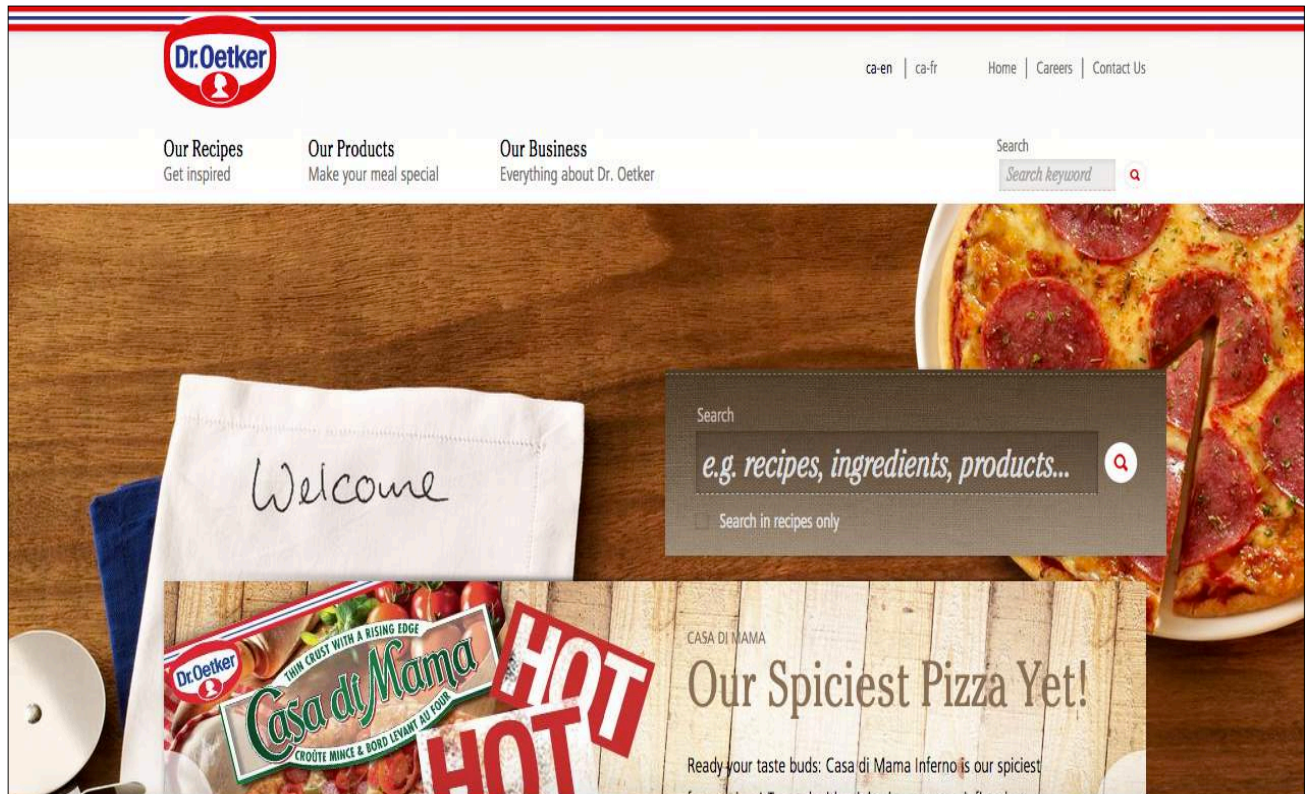 Dr.Oetker
ca-en | ca-fr
Home | Careers | Contact Us
Our Recipes
Get inspired
Our Products
Make your meal special
Our Business
Everything about Dr. Oetker
Search
Search keyword
Welcome
Search
e.g. recipes, ingredients, products...
Search in recipes only
Dr.Oetker
THIN CRUST WITH A RISING EDGE
Casa di Mama
CROÛTE MINCE & BORD LEVANT AU FOUR
HOT
HOT
CASA DI MAMA
Our Spiciest Pizza Yet!
Ready your taste buds: Casa di Mama Inferno is our spiciest